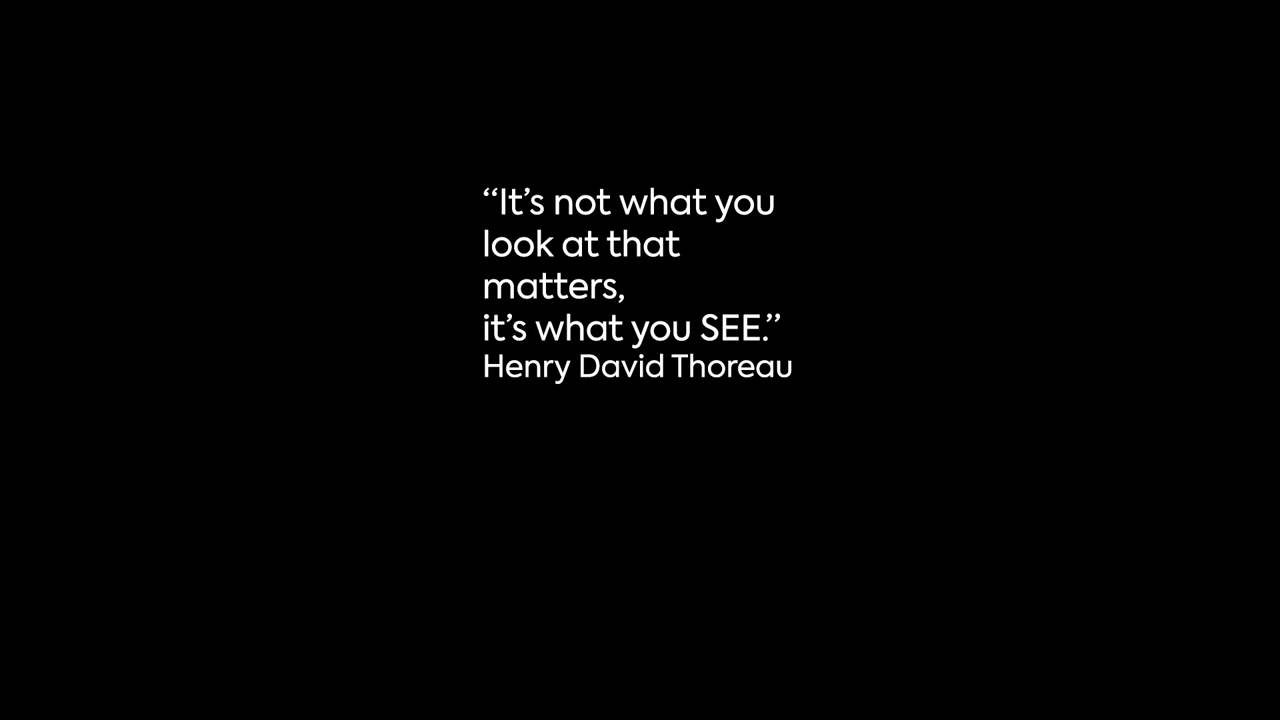 “It’s not what you
look at that
matters,
it’s what you SEE.”
Henry David Thoreau